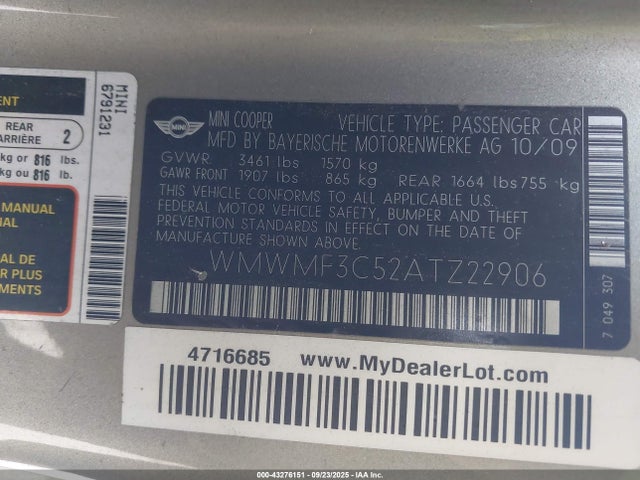 MINI
6791231
ENT
REAR
ARRIÈRE 2
kg or 816 lbs.
kg ou 816 lb.
MANUAL
IONAL
DE
R PLUS
MENTS
MINI
MINI COOPER VEHICLE TYPE: PASSENGER CAR
MFD BY BAYERISCHE MOTORENWERKE AG 10/09
GVWR: 3461 lbs 1570 kg
GAWR FRONT 1907 lbs 865 kg REAR 1664 lbs 755 kg
THIS VEHICLE CONFORMS TO ALL APPLICABLE U.S.
FEDERAL MOTOR VEHICLE SAFETY, BUMPER AND THEFT
PREVENTION STANDARDS IN EFFECT ON THE DATE OF
MANUFACTURE SHOWN ABOVE.
WMWMF3C52ATZ22906
7 049 307
4716685 www.MyDealerLot.com
000-43276151 - 09/23/2025 - IAA Inc.